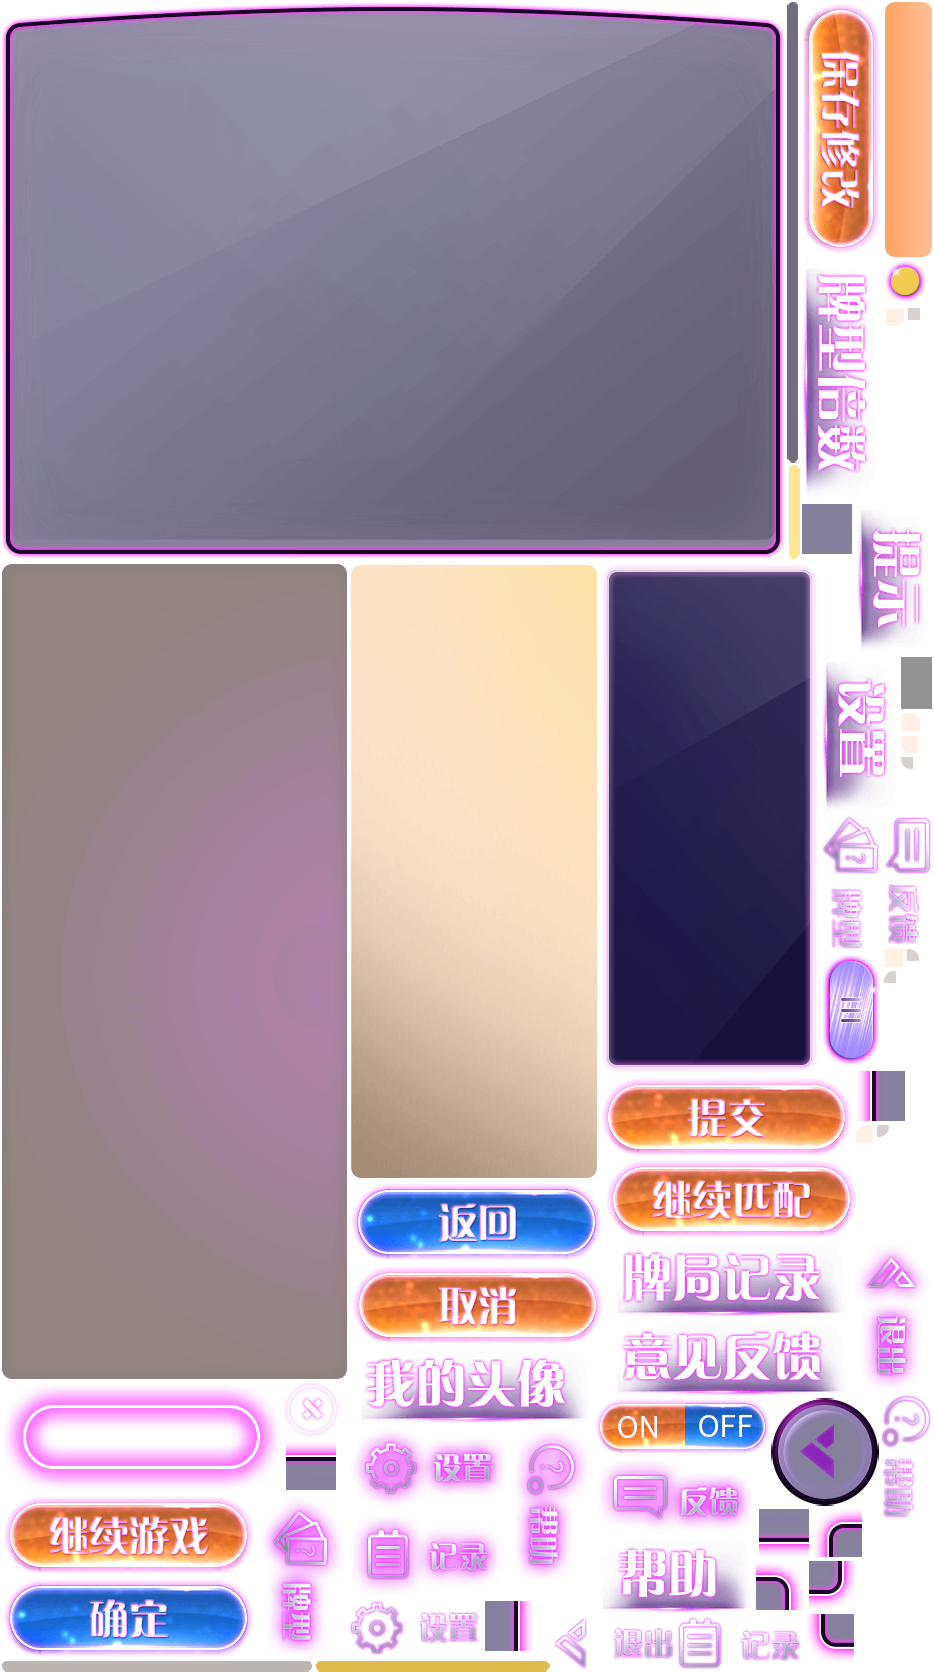 保存修改
牌型倍数
提示
设置
牌型
反馈
提交
返回
继续匹配
牌局记录
取消
意见反馈
退出
我的头像
ON OFF
设置
帮助
反馈
帮助
继续游戏
记录
帮助
确定
牌型
设置
退出
记录